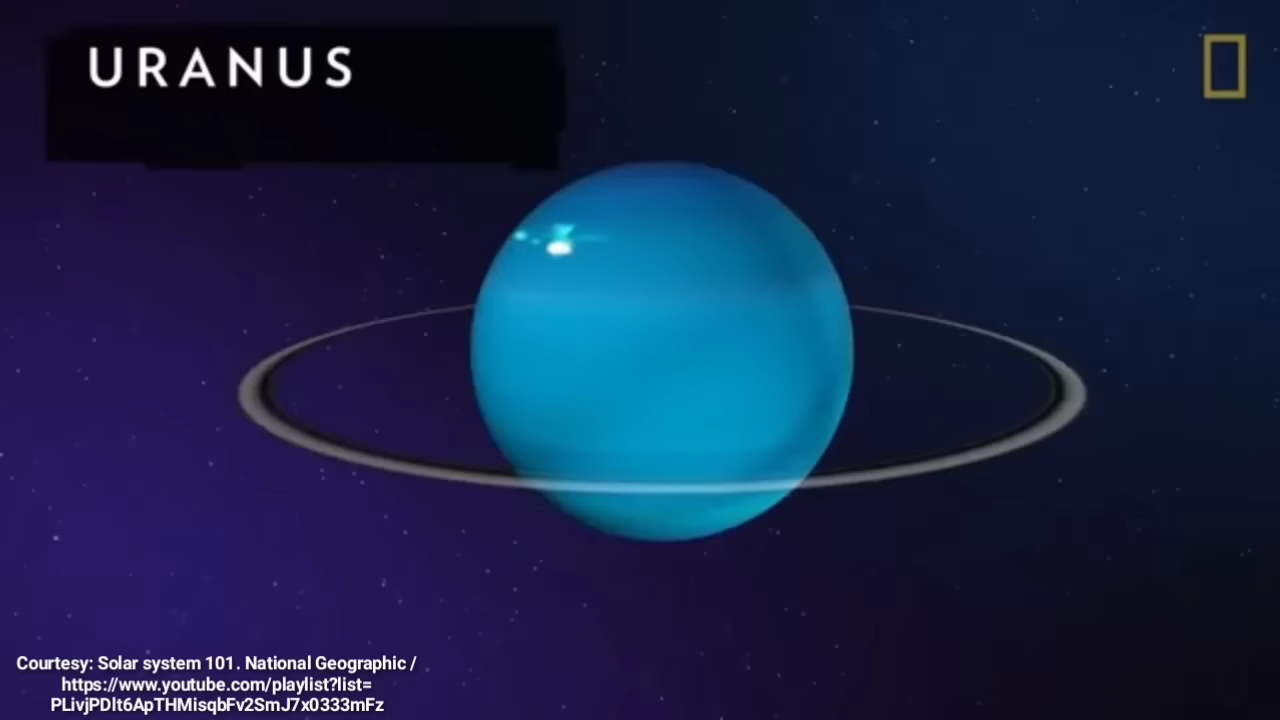 URANUS
Courtesy: Solar system 101. National Geographic /
https://www.youtube.com/playlist?list=
PLivjPDlt6ApTHMisqbFv2SmJ7x0333mFz